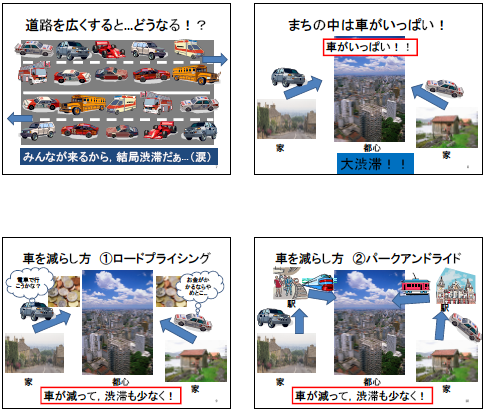 道路を広くすると…どうなる！？
みんなが来るから，結局渋滞だぁ…（涙）
まちの中は車がいっぱい！
車がいっぱい！！
家
都心
家
大渋滞！！
車を減らし方　①ロードプライシング
電車で行
こうかな？
お金がか
かるならや
めとこ…
家
都心
家
車が減って，渋滞も少なく！
車を減らし方　②パークアンドライド
駅
駅
家
都心
家
車が減って，渋滞も少なく！